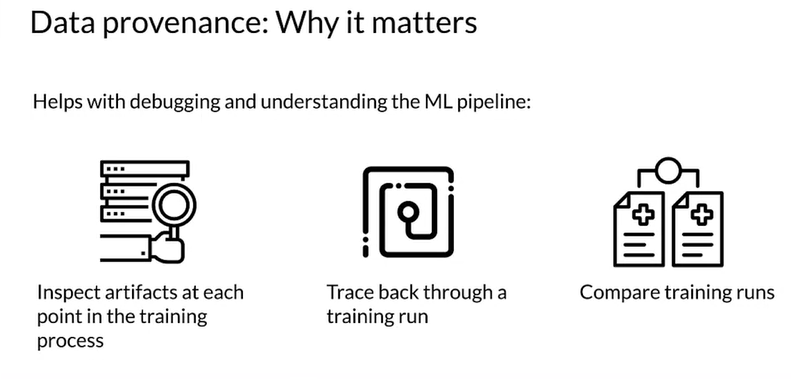 Data provenance: Why it matters
Helps with debugging and understanding the ML pipeline:
Inspect artifacts at each
point in the training
process
Trace back through a
training run
Compare training runs